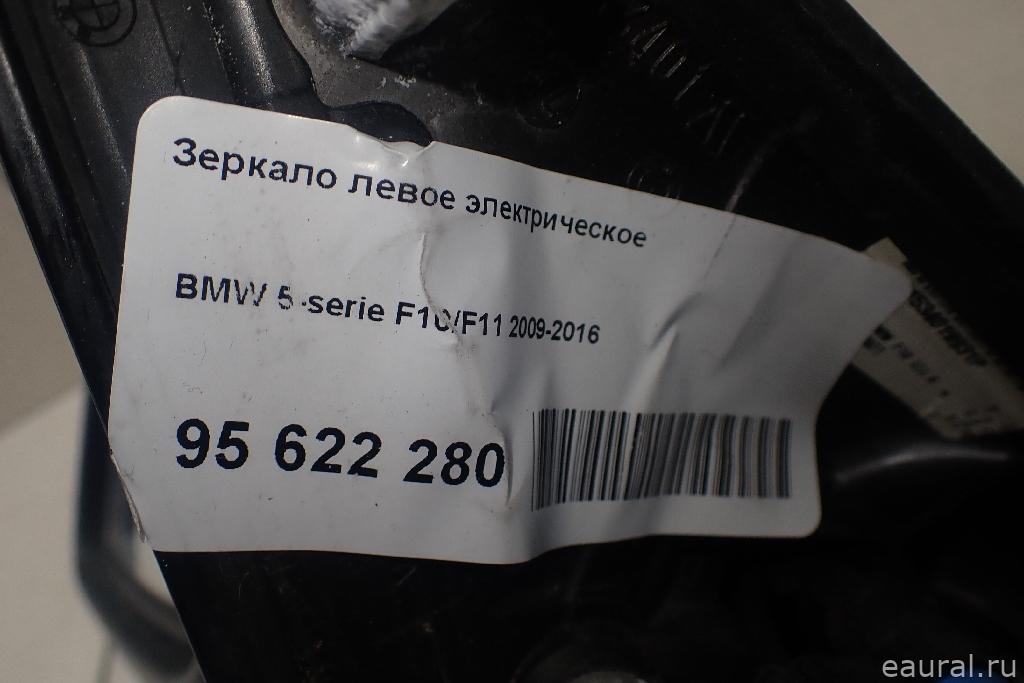 Зеркало левое электрическое
BMW 5-serie F10/F11 2009-2016
95 622 280
eaural.ru